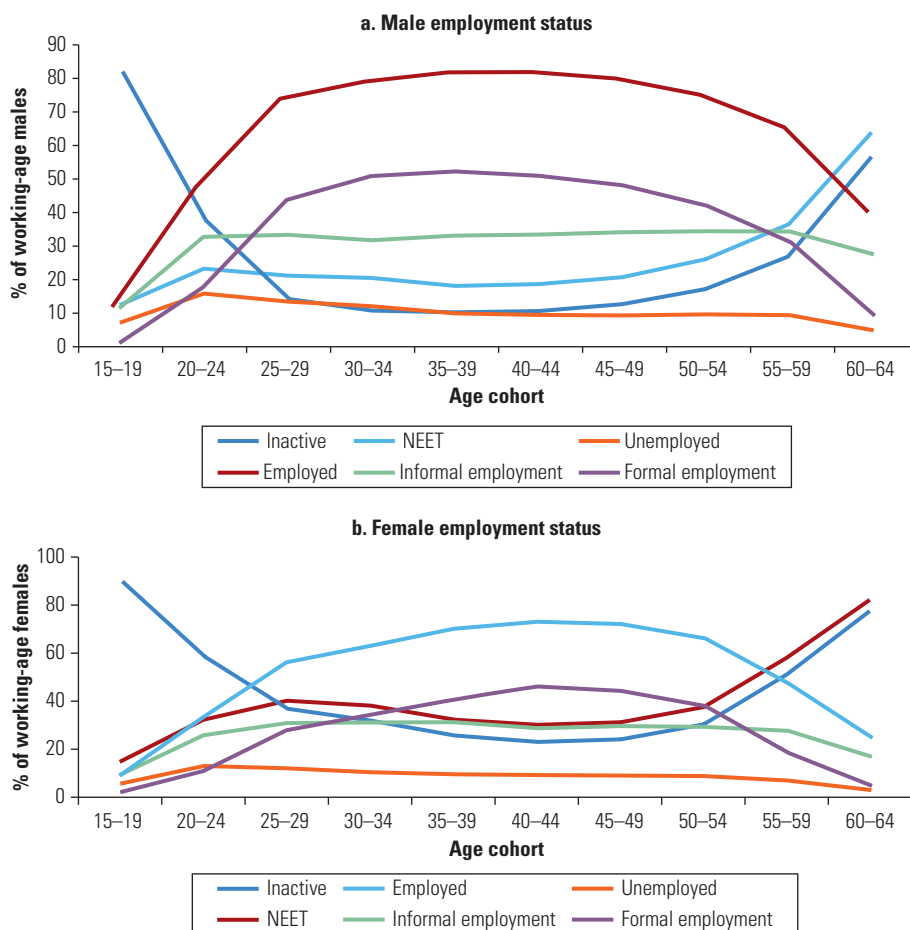 a. Male employment status
90
80
70
60
50
40
30
20
10
0
% of working-age males
15–19 20–24 25–29 30–34 35–39 40–44 45–49 50–54 55–59 60–64
Age cohort
Inactive NEET Unemployed
Employed Informal employment Formal employment
b. Female employment status
100
80
60
40
20
0
% of working-age females
15–19 20–24 25–29 30–34 35–39 40–44 45–49 50–54 55–59 60–64
Age cohort
Inactive Employed Unemployed
NEET Informal employment Formal employment